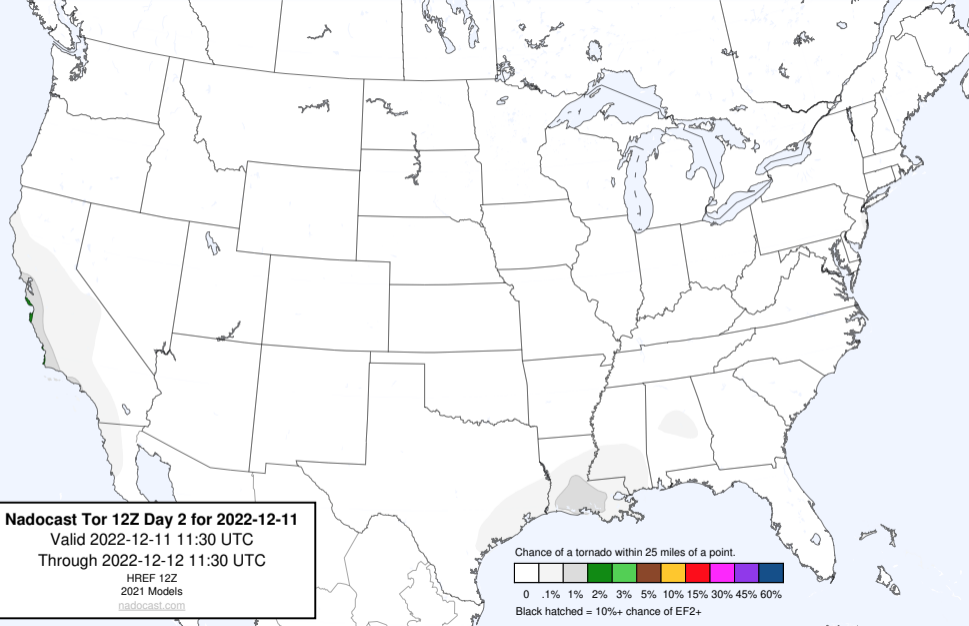 Nadocast Tor 12Z Day 2 for 2022-12-11
Valid 2022-12-11 11:30 UTC
Through 2022-12-12 11:30 UTC
HREF 12Z
2021 Models
nadocast.com
Chance of a tornado within 25 miles of a point.
0 .1% 1% 2% 3% 5% 10% 15% 30% 45% 60%
Black hatched = 10%+ chance of EF2+